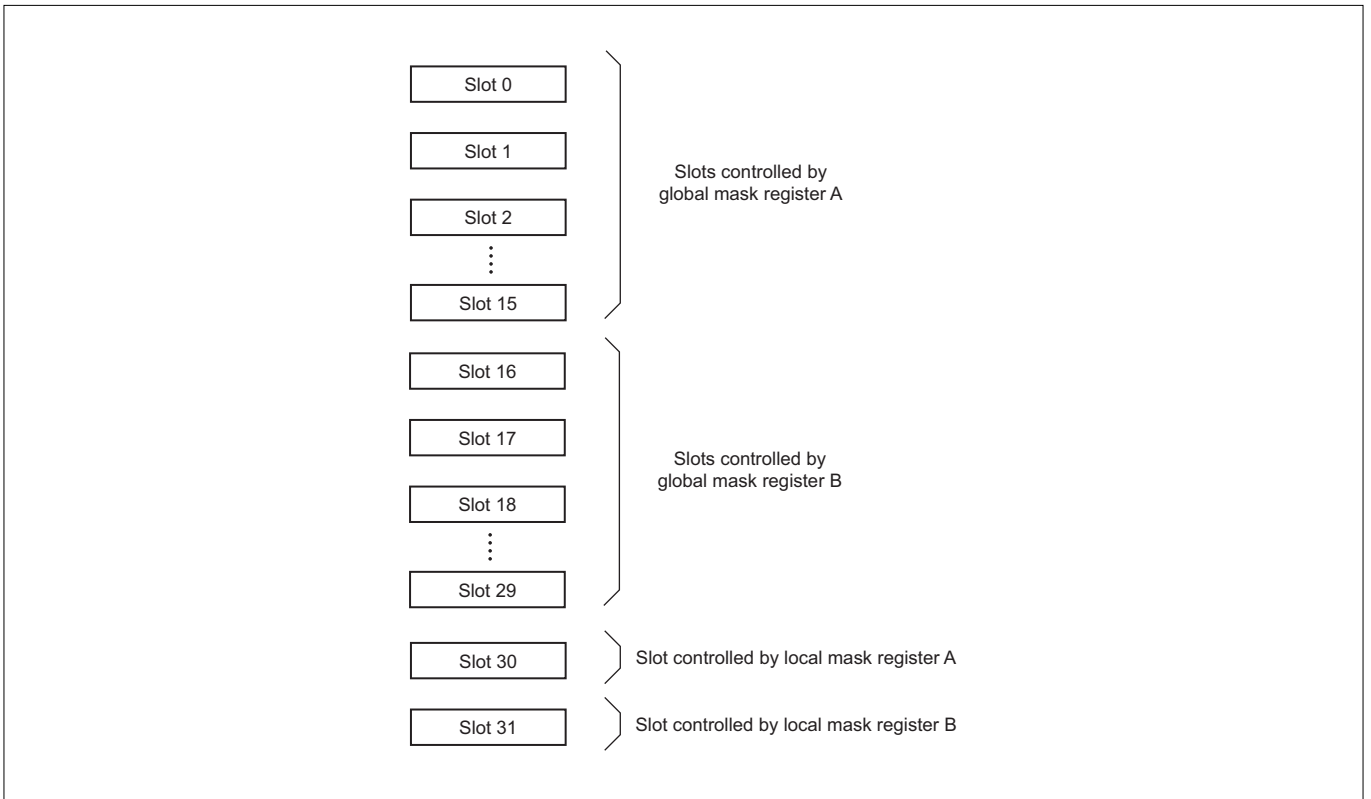 Slot 0
Slot 1
Slot 2
Slot 15
Slots controlled by
global mask register A
Slot 16
Slot 17
Slot 18
Slot 29
Slots controlled by
global mask register B
Slot 30
Slot controlled by local mask register A
Slot 31
Slot controlled by local mask register B